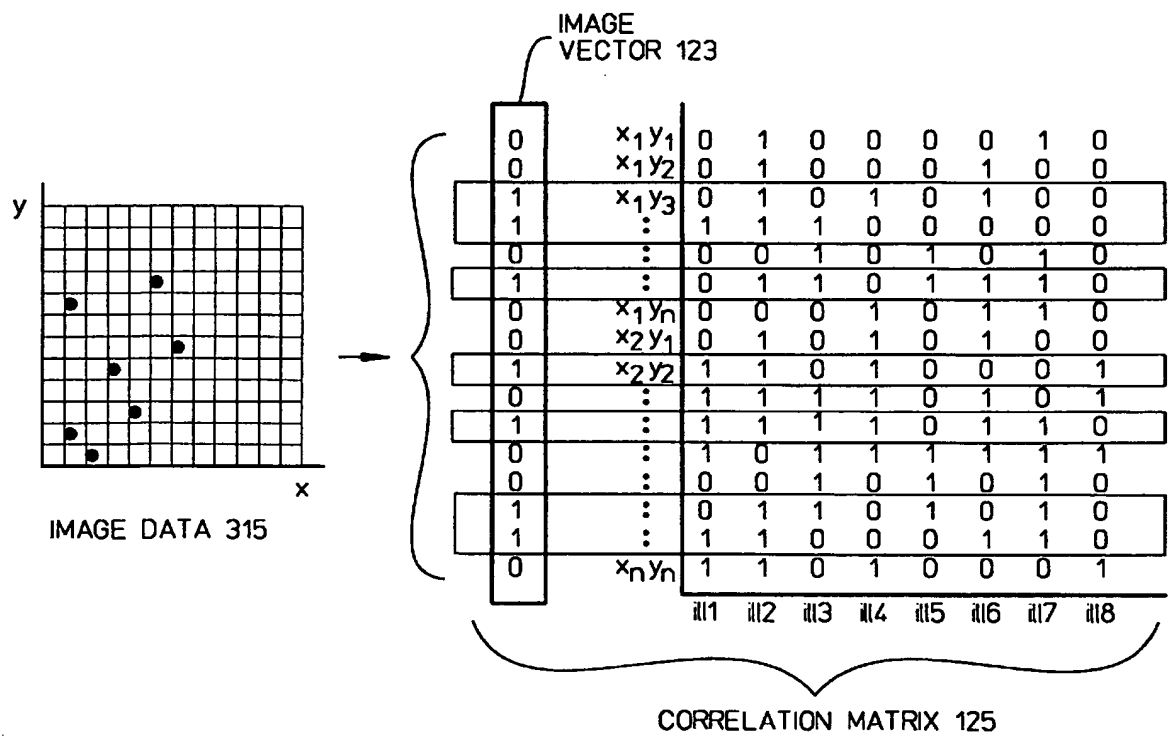 IMAGE
VECTOR 123
0 x₁y₁ 0 1 0 0 0 0 1 0
0 x₁y₂ 0 1 0 0 0 1 0 0
1 x₁y₃ 0 1 0 1 0 1 0 0
1 : 1 1 1 0 0 0 0 0
0 : 0 0 1 0 1 0 1 0
1 : 0 1 1 0 1 1 1 0
0 x₁yₙ 0 0 0 1 0 1 1 0
0 x₂y₁ 0 1 0 1 0 1 0 0
1 x₂y₂ 1 1 0 1 0 0 0 1
0 : 1 1 1 1 0 1 0 1
1 : 1 1 1 1 0 1 1 0
0 : 1 0 1 1 1 1 1 1
0 : 0 0 1 0 1 0 1 0
1 : 0 1 1 0 1 0 1 0
1 : 1 1 0 0 0 1 1 0
0 xₙyₙ 1 1 0 1 0 0 0 1
ill1 ill2 ill3 ill4 ill5 ill6 ill7 ill8
y
x
IMAGE DATA 315
CORRELATION MATRIX 125